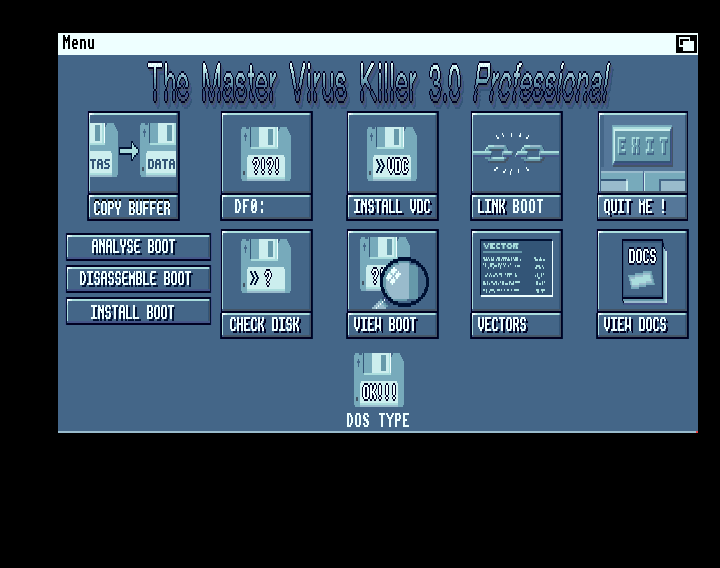 Menu
The Master Virus Killer 3.0 Professional
TAS
DATA
COPY BUFFER
?!?!
DF0:
»VDC
INSTALL VDC
LINK BOOT
EXIT
QUIT ME !
ANALYSE BOOT
DISASSEMBLE BOOT
INSTALL BOOT
» ?
CHECK DISK
?
VIEW BOOT
VECTOR
VECTORS
DOCS
VIEW DOCS
OK!!!
DOS TYPE